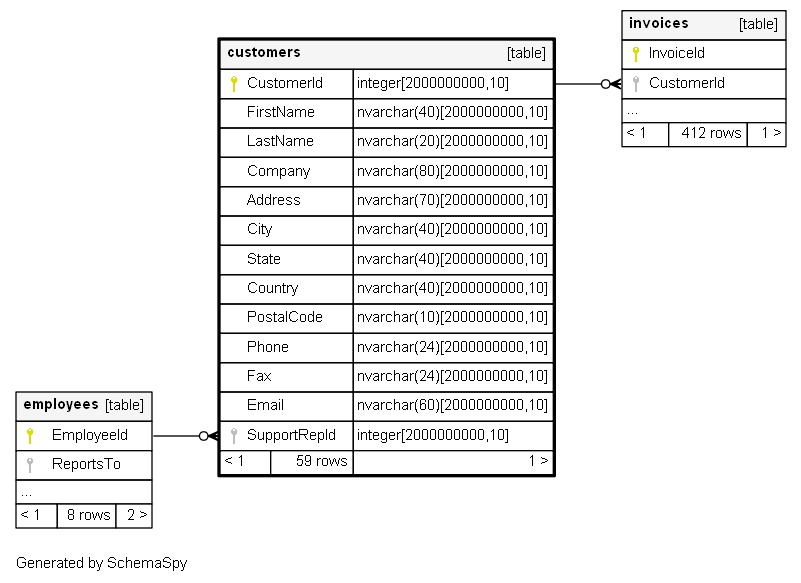 invoices [table]
InvoiceId
CustomerId
...
< 1 412 rows 1 >
customers [table]
CustomerId integer[2000000000,10]
FirstName nvarchar(40)[2000000000,10]
LastName nvarchar(20)[2000000000,10]
Company nvarchar(80)[2000000000,10]
Address nvarchar(70)[2000000000,10]
City nvarchar(40)[2000000000,10]
State nvarchar(40)[2000000000,10]
Country nvarchar(40)[2000000000,10]
PostalCode nvarchar(10)[2000000000,10]
Phone nvarchar(24)[2000000000,10]
Fax nvarchar(24)[2000000000,10]
Email nvarchar(60)[2000000000,10]
SupportRepId integer[2000000000,10]
< 1 59 rows 1 >
employees [table]
EmployeeId
ReportsTo
...
< 1 8 rows 2 >
Generated by SchemaSpy